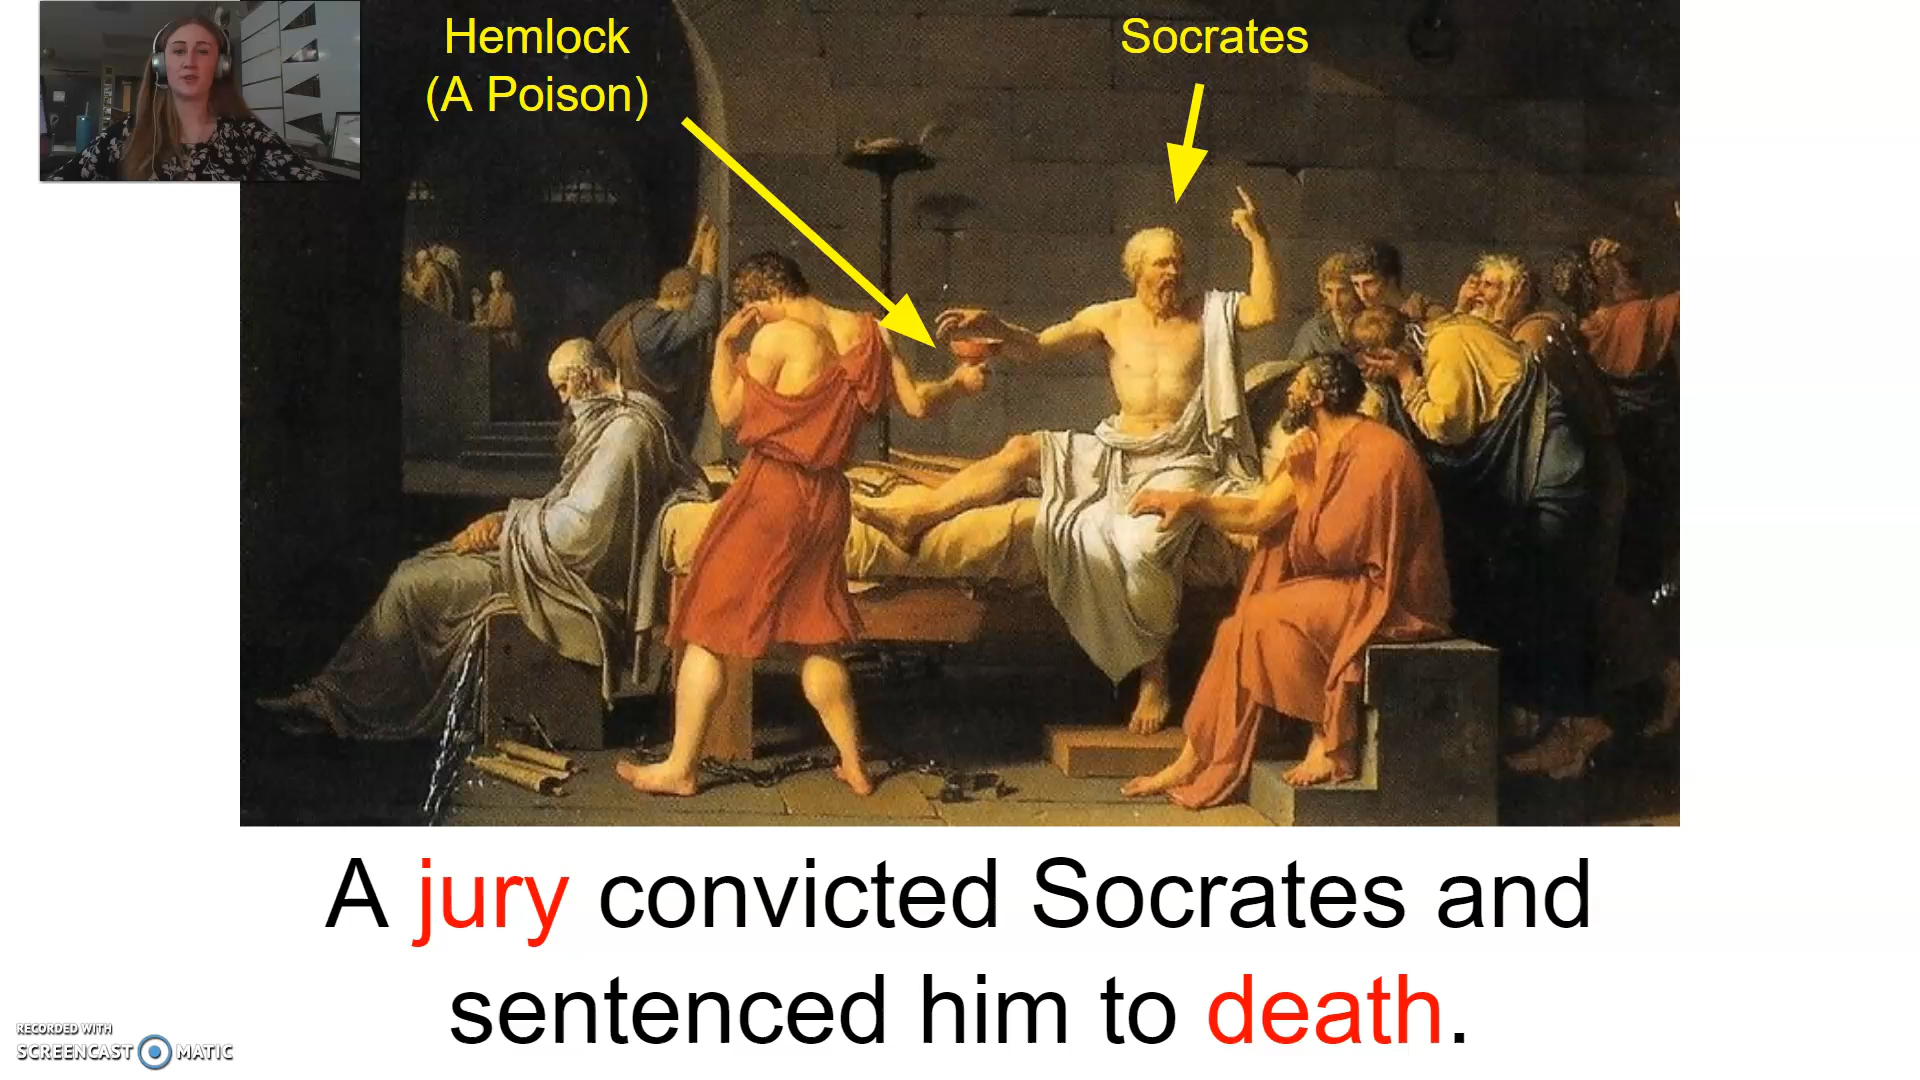 Hemlock
(A Poison)
Socrates
A jury convicted Socrates and
sentenced him to death.
RECORDED WITH
SCREENCAST MATIC